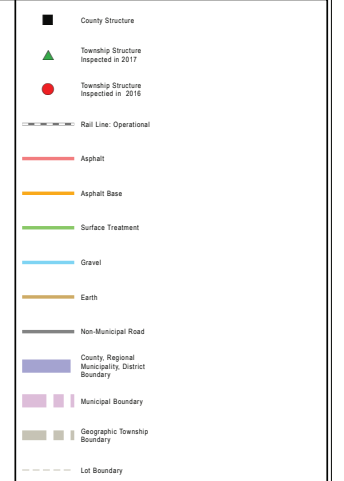 County Structure
Township Structure
Inspected in 2017
Township Structure
Inspectied in 2016
Rail Line: Operational
Asphalt
Asphalt Base
Surface Treatment
Gravel
Earth
Non-Municipal Road
County, Regional
Municipality, District
Boundary
Municipal Boundary
Geographic Township
Boundary
Lot Boundary